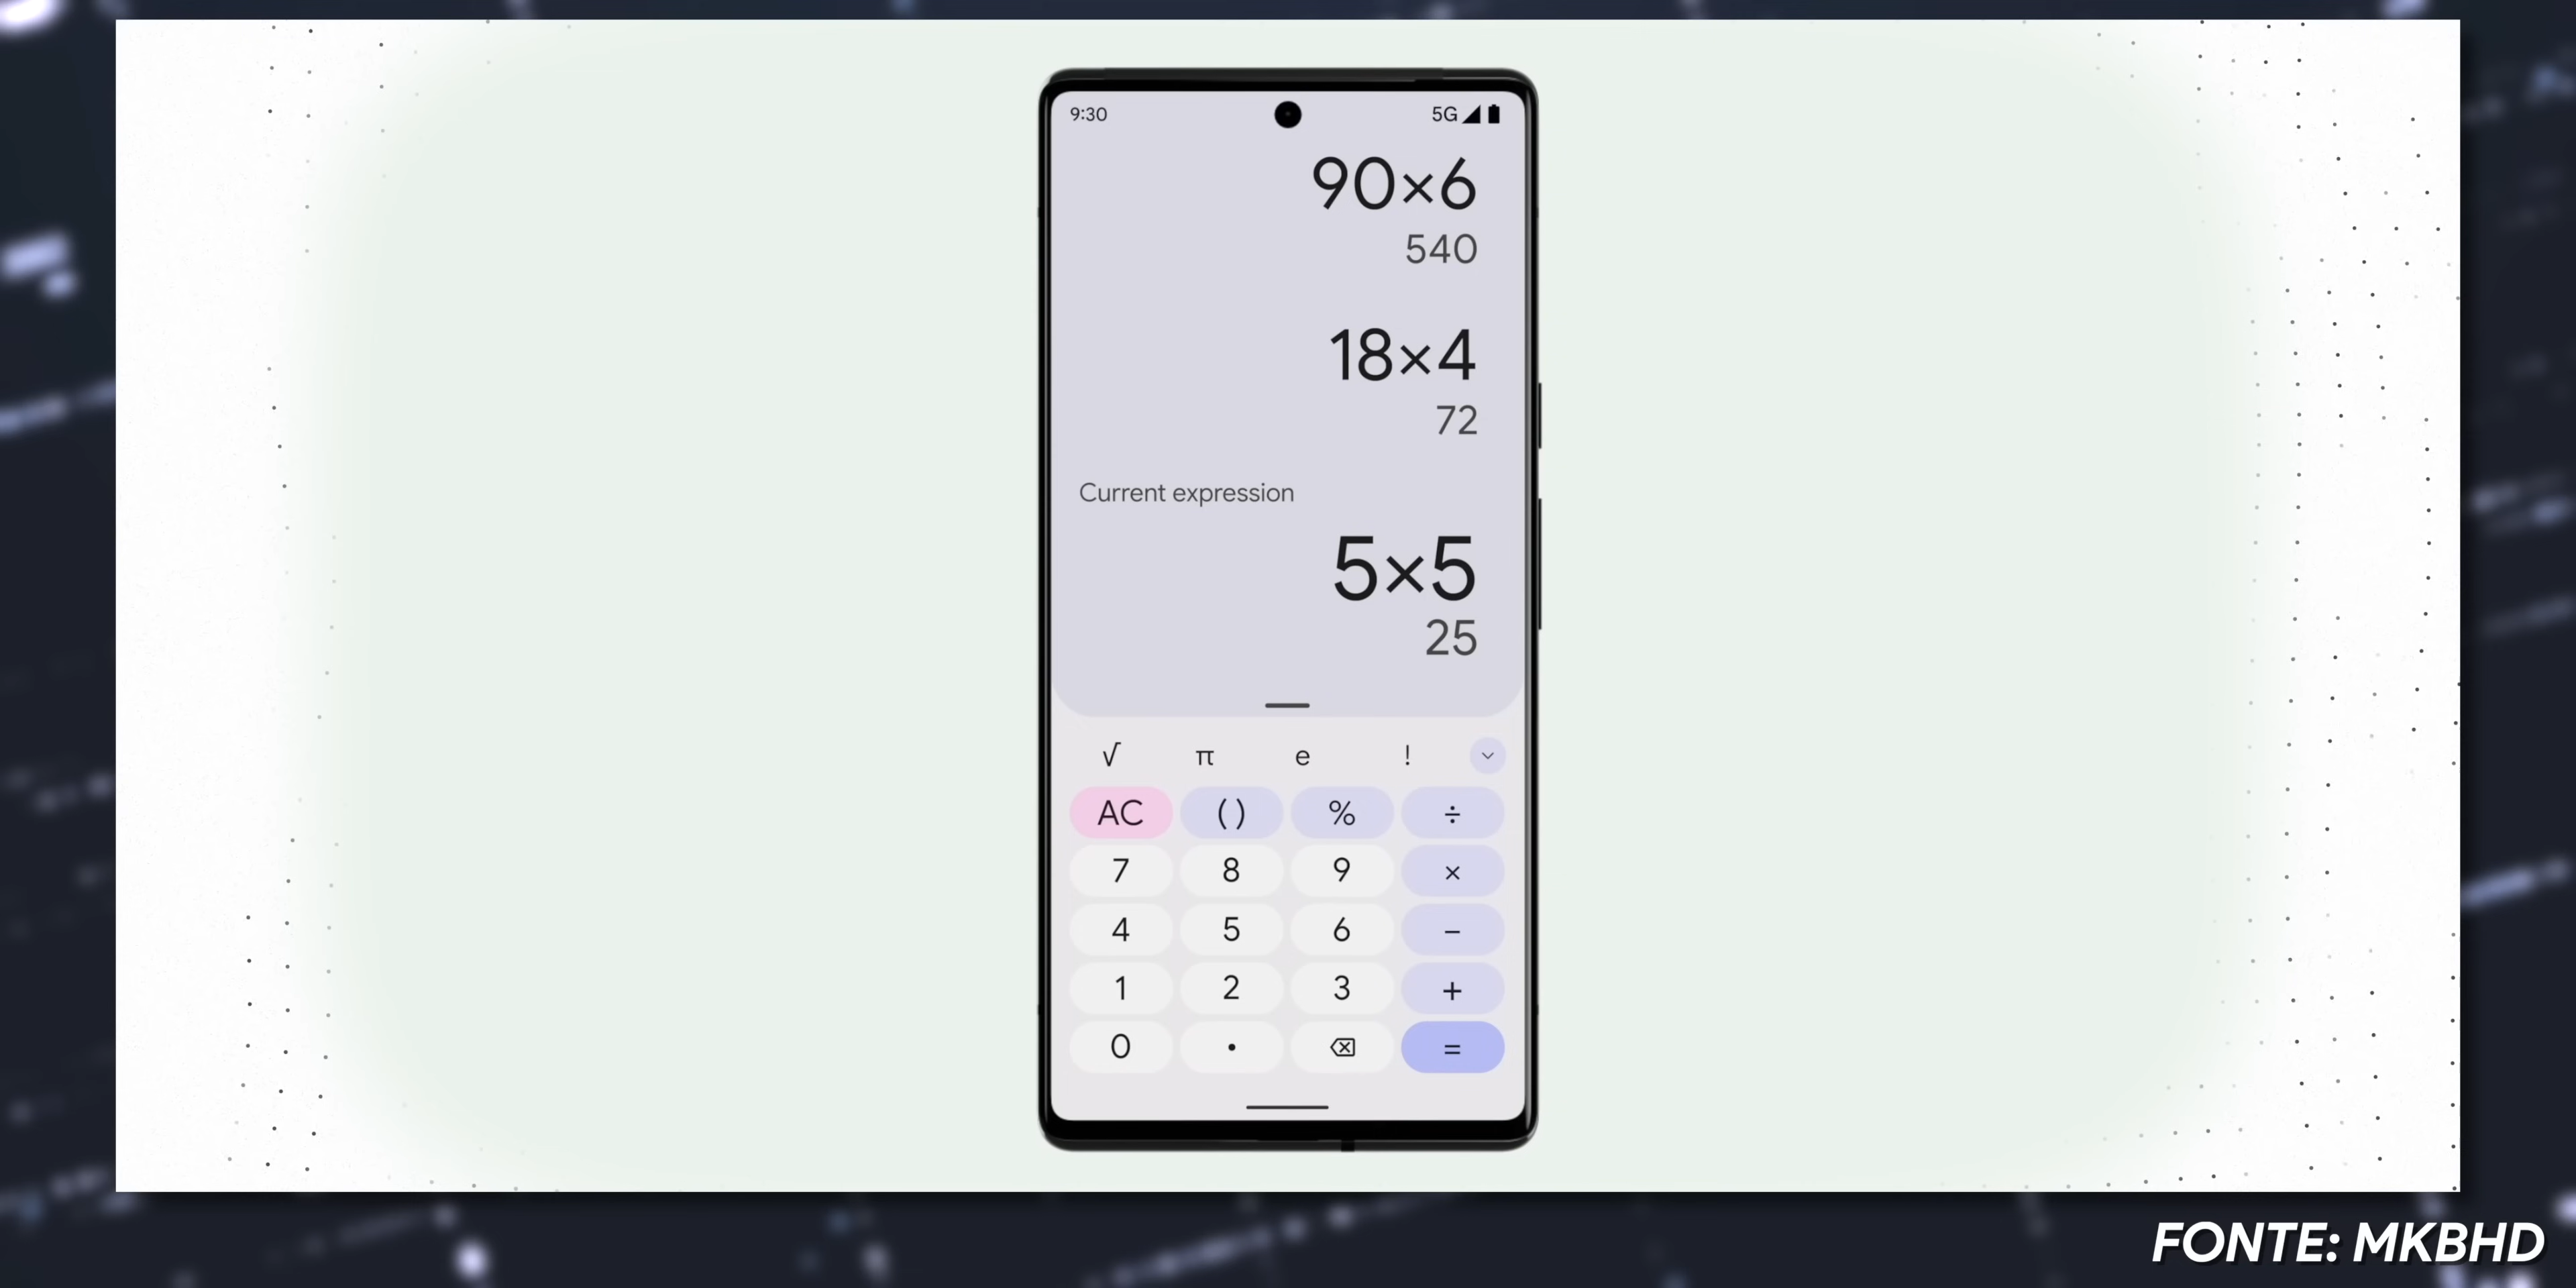 9:30 5G
90×6
540
18×4
72
Current expression
5×5
25
√ π e !
AC ( ) % ÷
7 8 9 ×
4 5 6 −
1 2 3 +
0 • =
FONTE: MKBHD